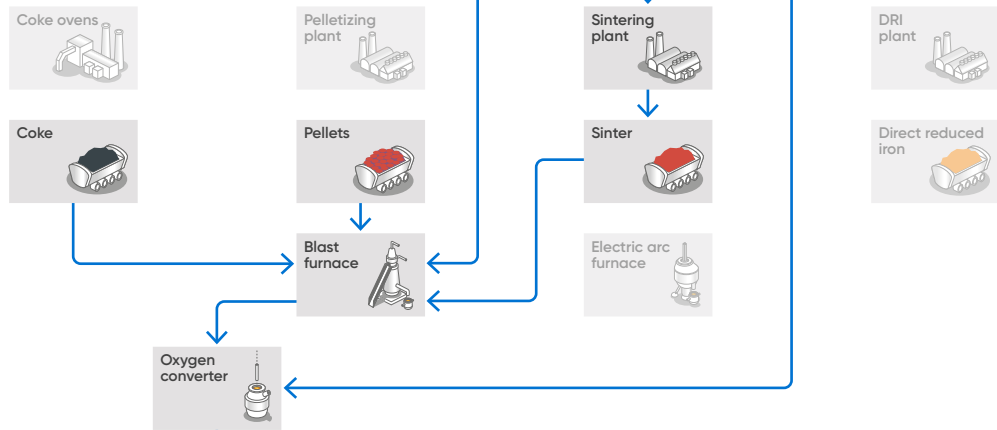 Coke ovens
Pelletizing
plant
Sintering
plant
DRI
plant
Coke
Pellets
Sinter
Direct reduced
iron
Blast
furnace
Electric arc
furnace
Oxygen
converter